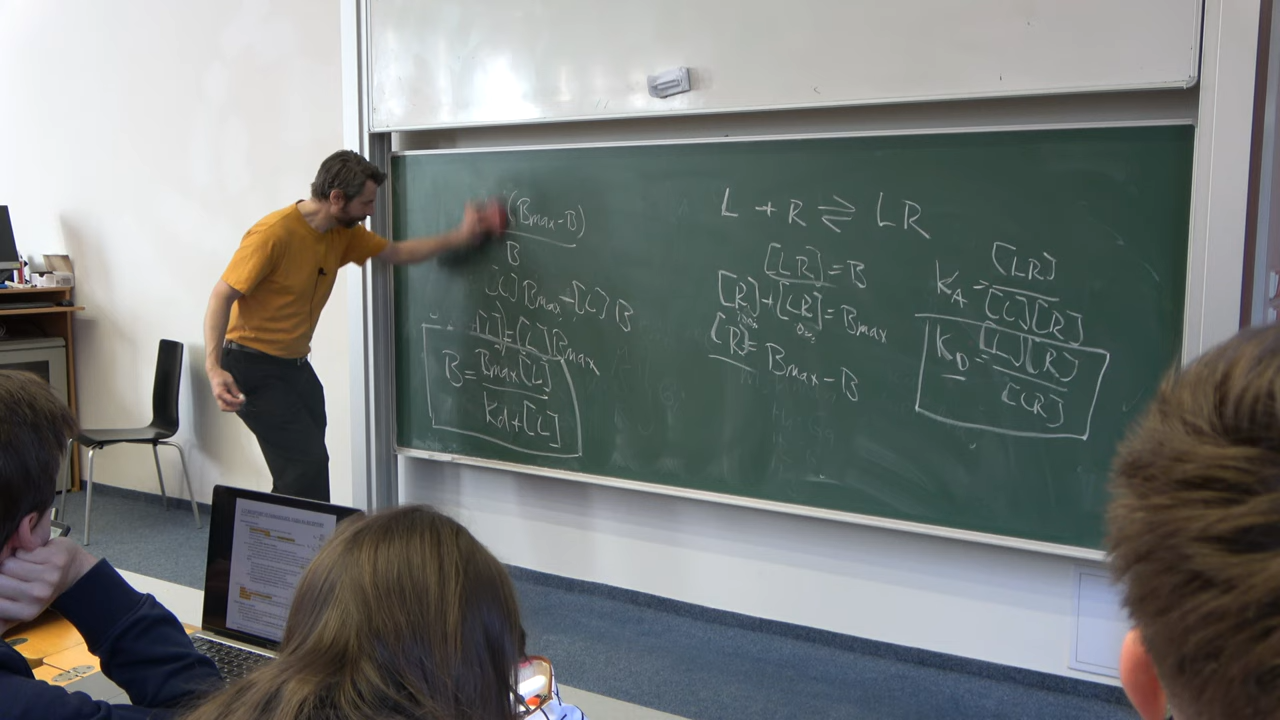 (Bmax-B)
B
[L]Bmax-[L]B
[L]=[L]Bmax
B=Bmax[L]
Kd+[L]
L + R ⇌ LR
[LR]=B
[R]+[LR]=Bmax
[R]=Bmax-B
KA=[LR]
[L][R]
KD=[L][R]
[LR]